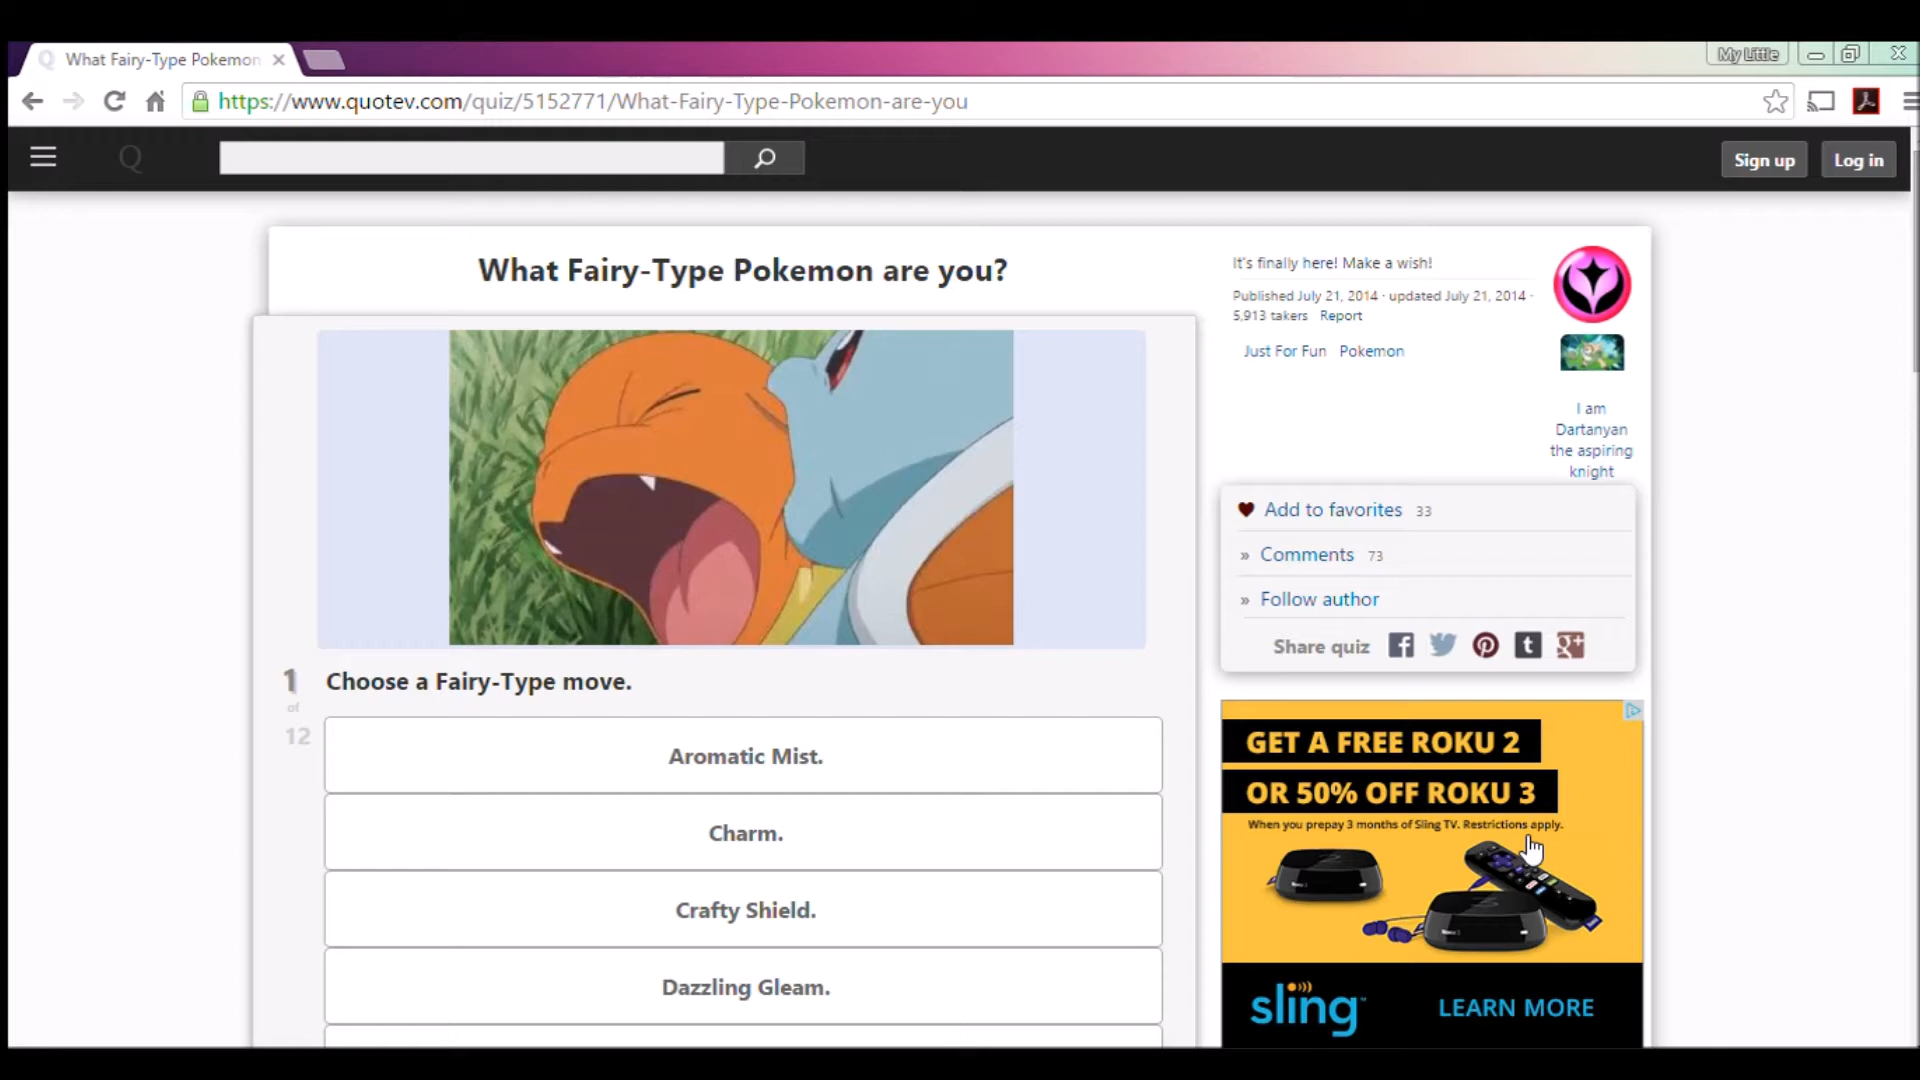 What Fairy-Type Pokemon
My Little
https://www.quotev.com/quiz/5152771/What-Fairy-Type-Pokemon-are-you
Q
Sign up
Log in
What Fairy-Type Pokemon are you?
It's finally here! Make a wish!
Published July 21, 2014 · updated July 21, 2014 ·
5,913 takers Report
Just For Fun Pokemon
I am
Dartanyan
the aspiring
knight
Add to favorites 33
» Comments 73
» Follow author
Share quiz
1
of
12
Choose a Fairy-Type move.
Aromatic Mist.
Charm.
Crafty Shield.
Dazzling Gleam.
GET A FREE ROKU 2
OR 50% OFF ROKU 3
When you prepay 3 months of Sling TV. Restrictions apply.
sling
LEARN MORE